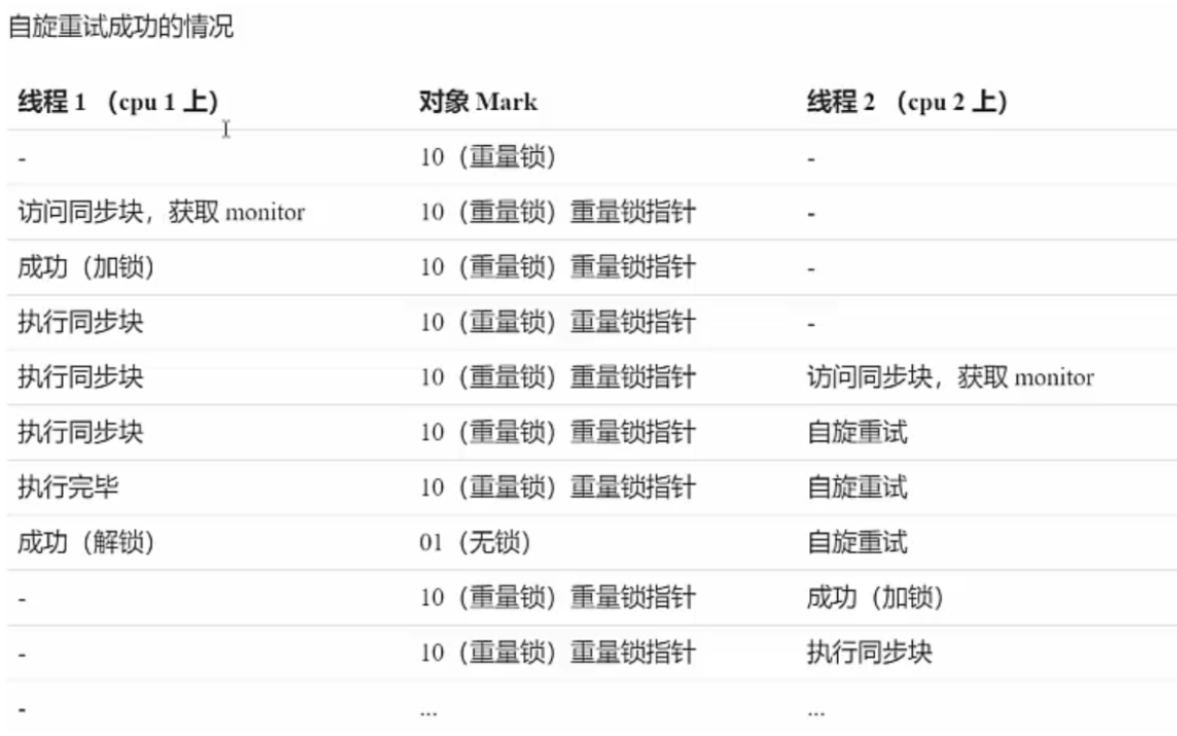 自旋重试成功的情况
线程 1 （cpu 1 上） 对象 Mark 线程 2 （cpu 2 上）
- 10（重量锁） -
访问同步块，获取 monitor 10（重量锁）重量锁指针 -
成功（加锁） 10（重量锁）重量锁指针 -
执行同步块 10（重量锁）重量锁指针 -
执行同步块 10（重量锁）重量锁指针 访问同步块，获取 monitor
执行同步块 10（重量锁）重量锁指针 自旋重试
执行完毕 10（重量锁）重量锁指针 自旋重试
成功（解锁） 01（无锁） 自旋重试
- 10（重量锁）重量锁指针 成功（加锁）
- 10（重量锁）重量锁指针 执行同步块
- ... ...